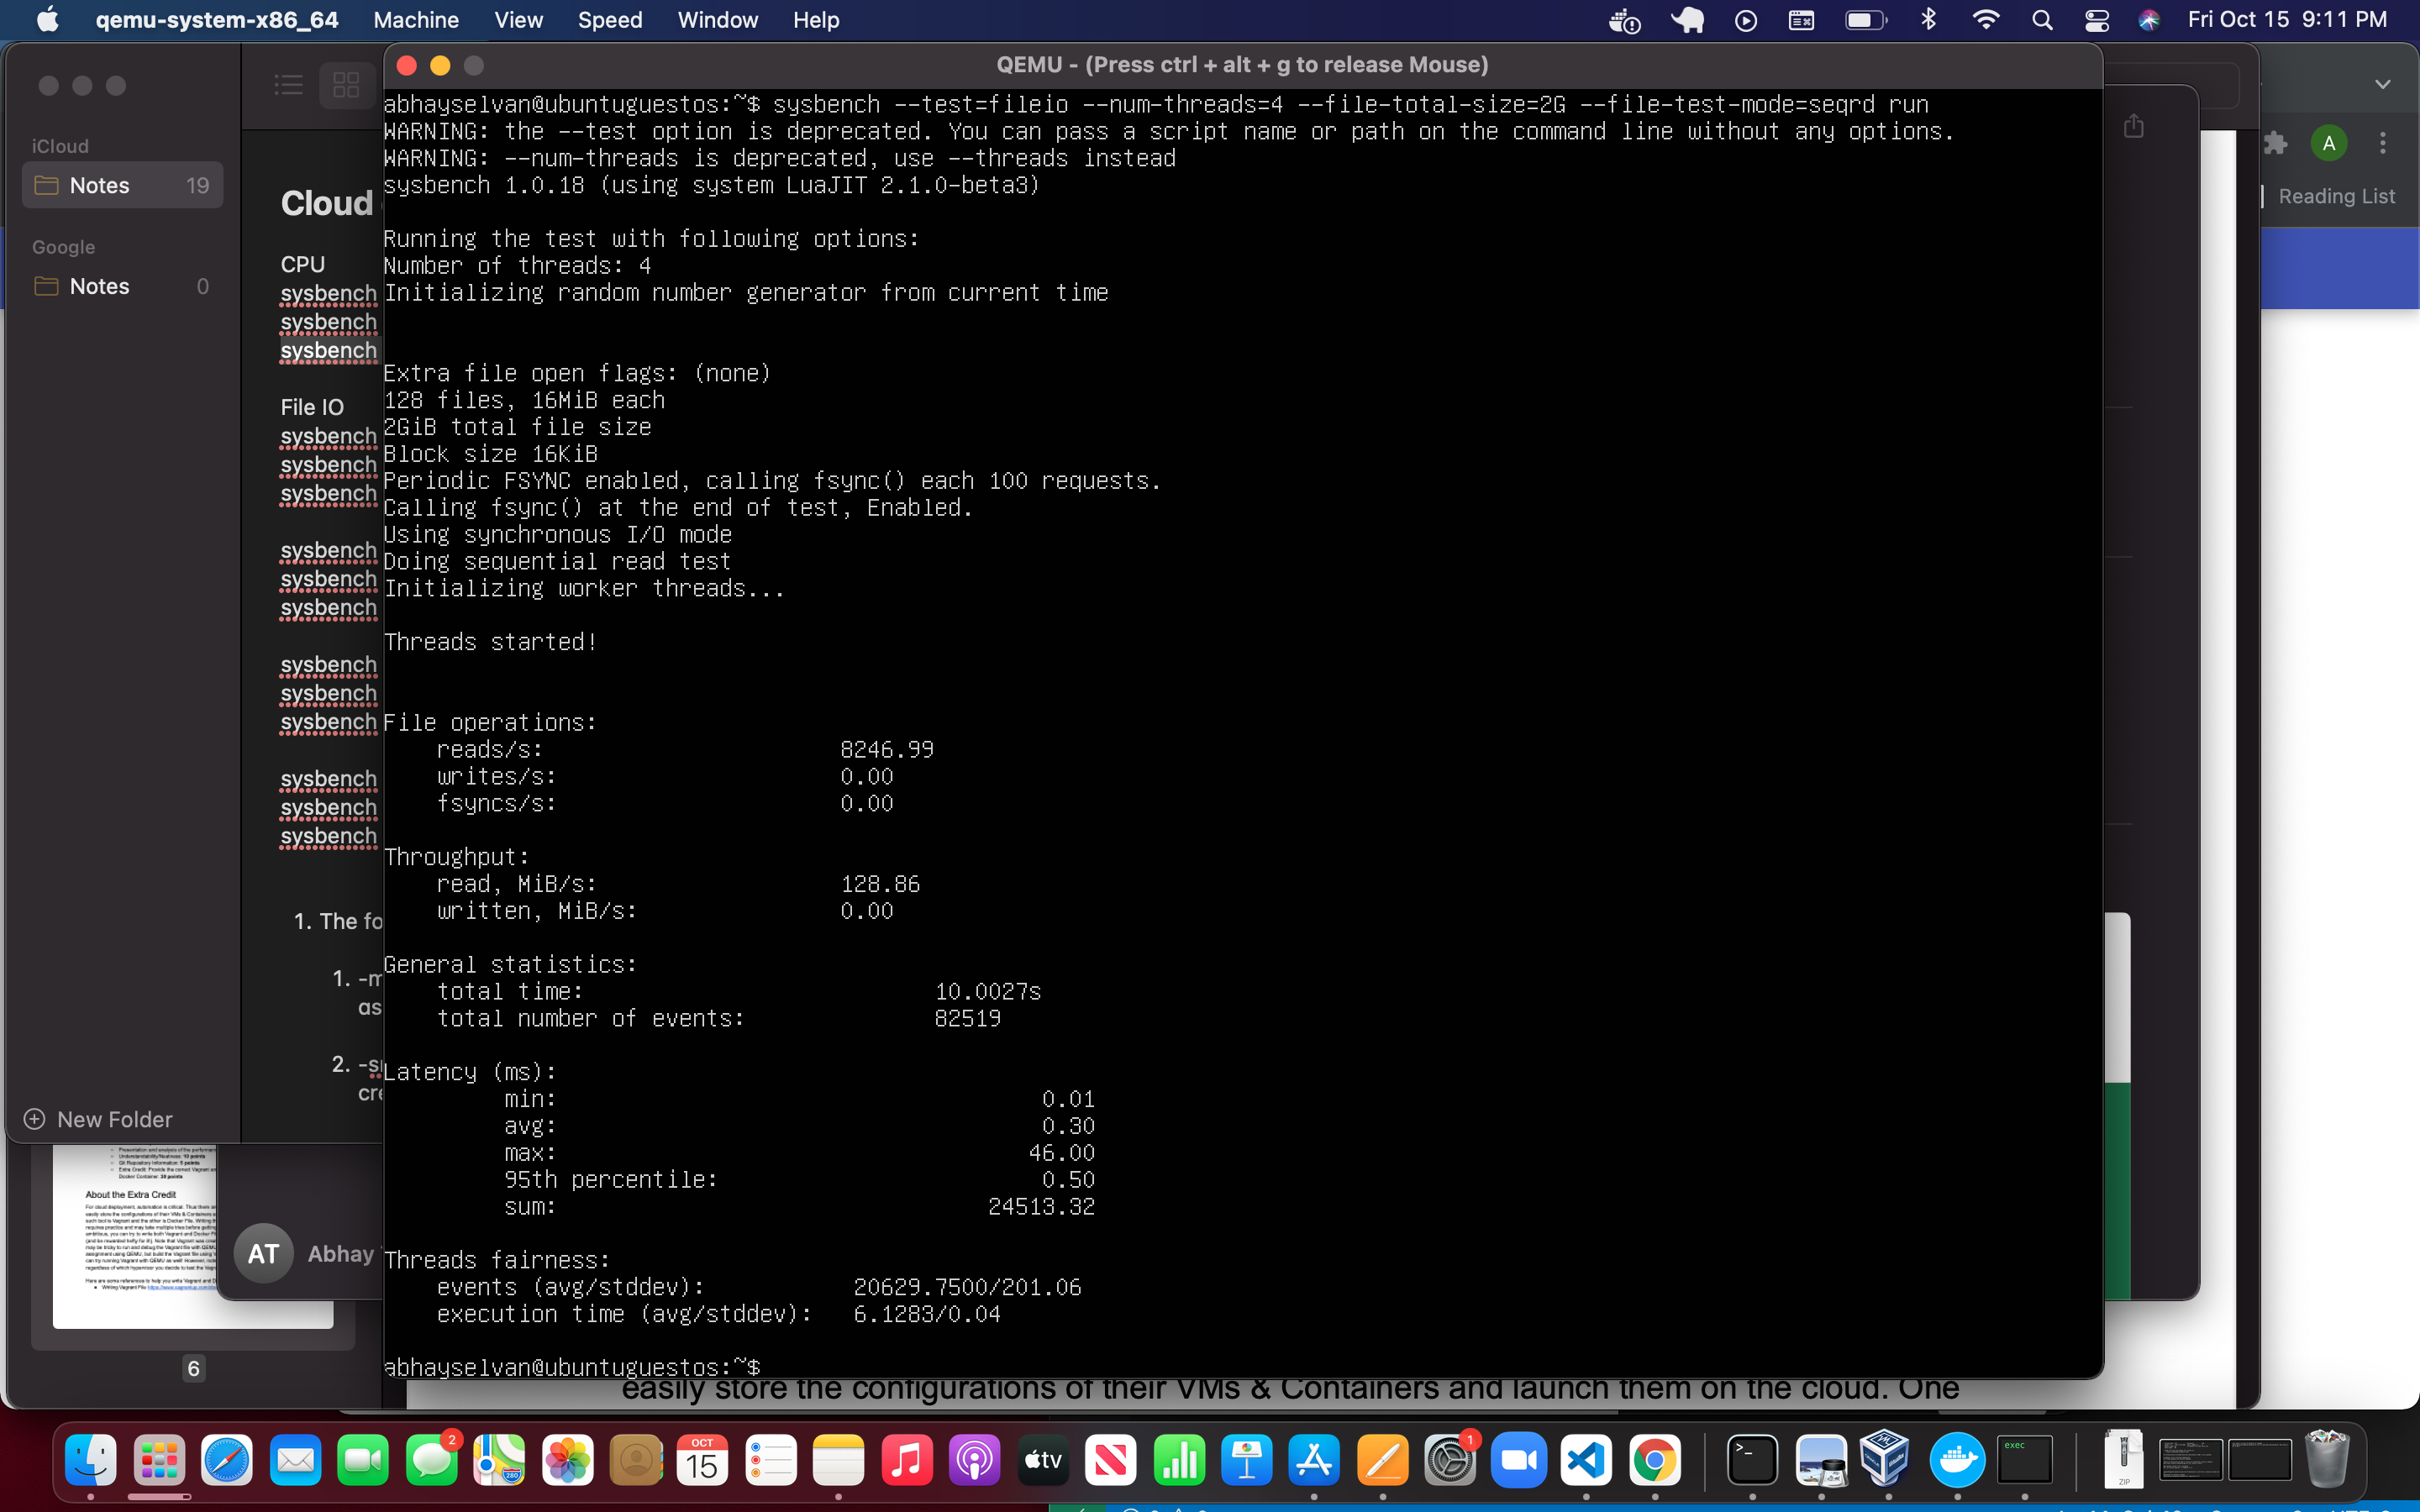 qemu-system-x86_64 Machine View Speed Window Help Fri Oct 15 9:11 PM
QEMU - (Press ctrl + alt + g to release Mouse)
iCloud
Notes 19
Google
Notes 0
New Folder
Cloud
CPU
sysbench
sysbench
sysbench
File IO
sysbench
sysbench
sysbench
sysbench
sysbench
sysbench
sysbench
sysbench
sysbench
sysbench
sysbench
sysbench
1. The fo
1. -m
as
2. -s
cre
abhayselvan@ubuntuguestos:~$ sysbench --test=fileio --num-threads=4 --file-total-size=2G --file-test-mode=seqrd run
WARNING: the --test option is deprecated. You can pass a script name or path on the command line without any options.
WARNING: --num-threads is deprecated, use --threads instead
sysbench 1.0.18 (using system LuaJIT 2.1.0-beta3)
Running the test with following options:
Number of threads: 4
Initializing random number generator from current time
Extra file open flags: (none)
128 files, 16MiB each
2GiB total file size
Block size 16KiB
Periodic FSYNC enabled, calling fsync() each 100 requests.
Calling fsync() at the end of test, Enabled.
Using synchronous I/O mode
Doing sequential read test
Initializing worker threads...
Threads started!
File operations:
reads/s: 8246.99
writes/s: 0.00
fsyncs/s: 0.00
Throughput:
read, MiB/s: 128.86
written, MiB/s: 0.00
General statistics:
total time: 10.0027s
total number of events: 82519
Latency (ms):
min: 0.01
avg: 0.30
max: 46.00
95th percentile: 0.50
sum: 24513.32
Threads fairness:
events (avg/stddev): 20629.7500/201.06
execution time (avg/stddev): 6.1283/0.04
abhayselvan@ubuntuguestos:~$
A
Reading List
About the Extra Credit
AT Abhay
6
easily store the configurations of their VMs & Containers and launch them on the cloud. One
2
OCT
15
280
tv
1
>_
exec
ZIP